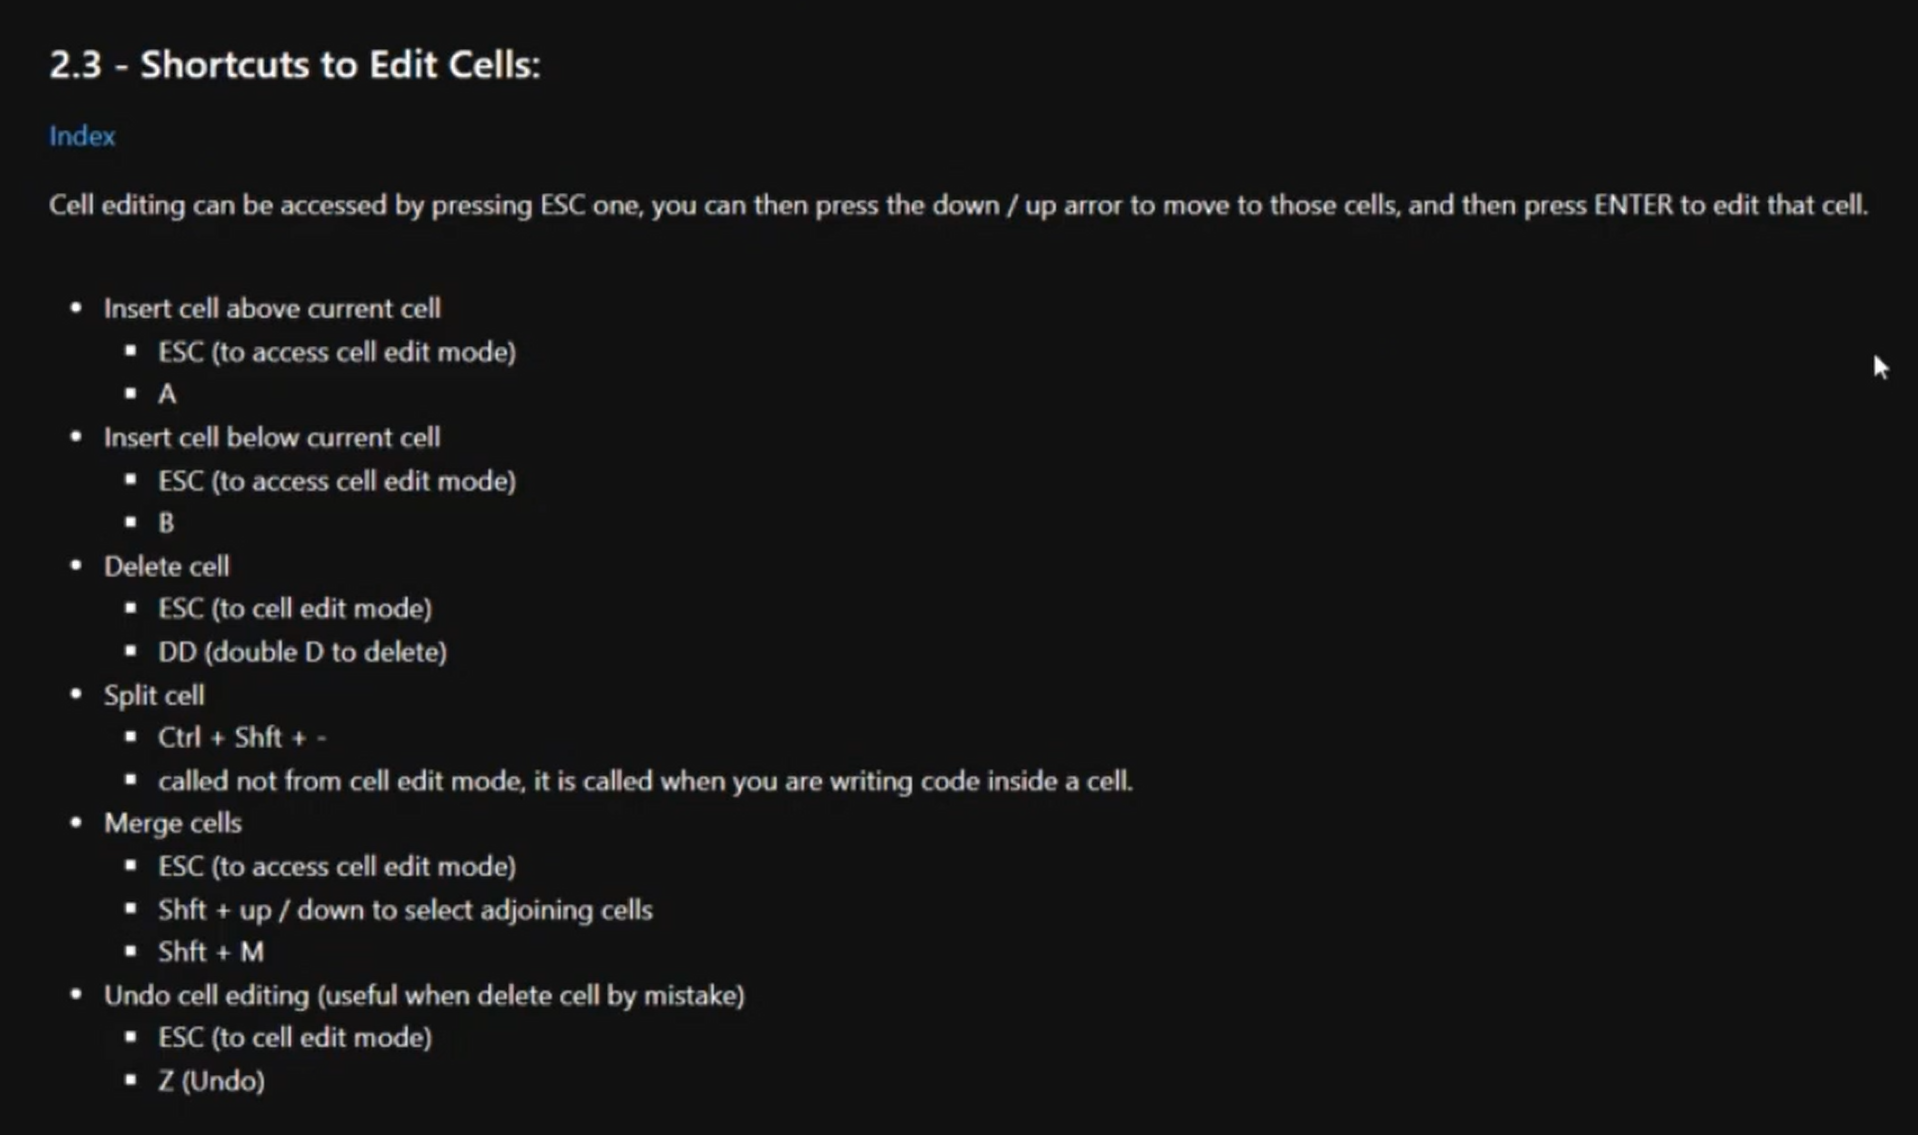 2.3 - Shortcuts to Edit Cells:
Index
Cell editing can be accessed by pressing ESC one, you can then press the down / up arror to move to those cells, and then press ENTER to edit that cell.
• Insert cell above current cell
▪ ESC (to access cell edit mode)
▪ A
• Insert cell below current cell
▪ ESC (to access cell edit mode)
▪ B
• Delete cell
▪ ESC (to cell edit mode)
▪ DD (double D to delete)
• Split cell
▪ Ctrl + Shft + -
▪ called not from cell edit mode, it is called when you are writing code inside a cell.
• Merge cells
▪ ESC (to access cell edit mode)
▪ Shft + up / down to select adjoining cells
▪ Shft + M
• Undo cell editing (useful when delete cell by mistake)
▪ ESC (to cell edit mode)
▪ Z (Undo)